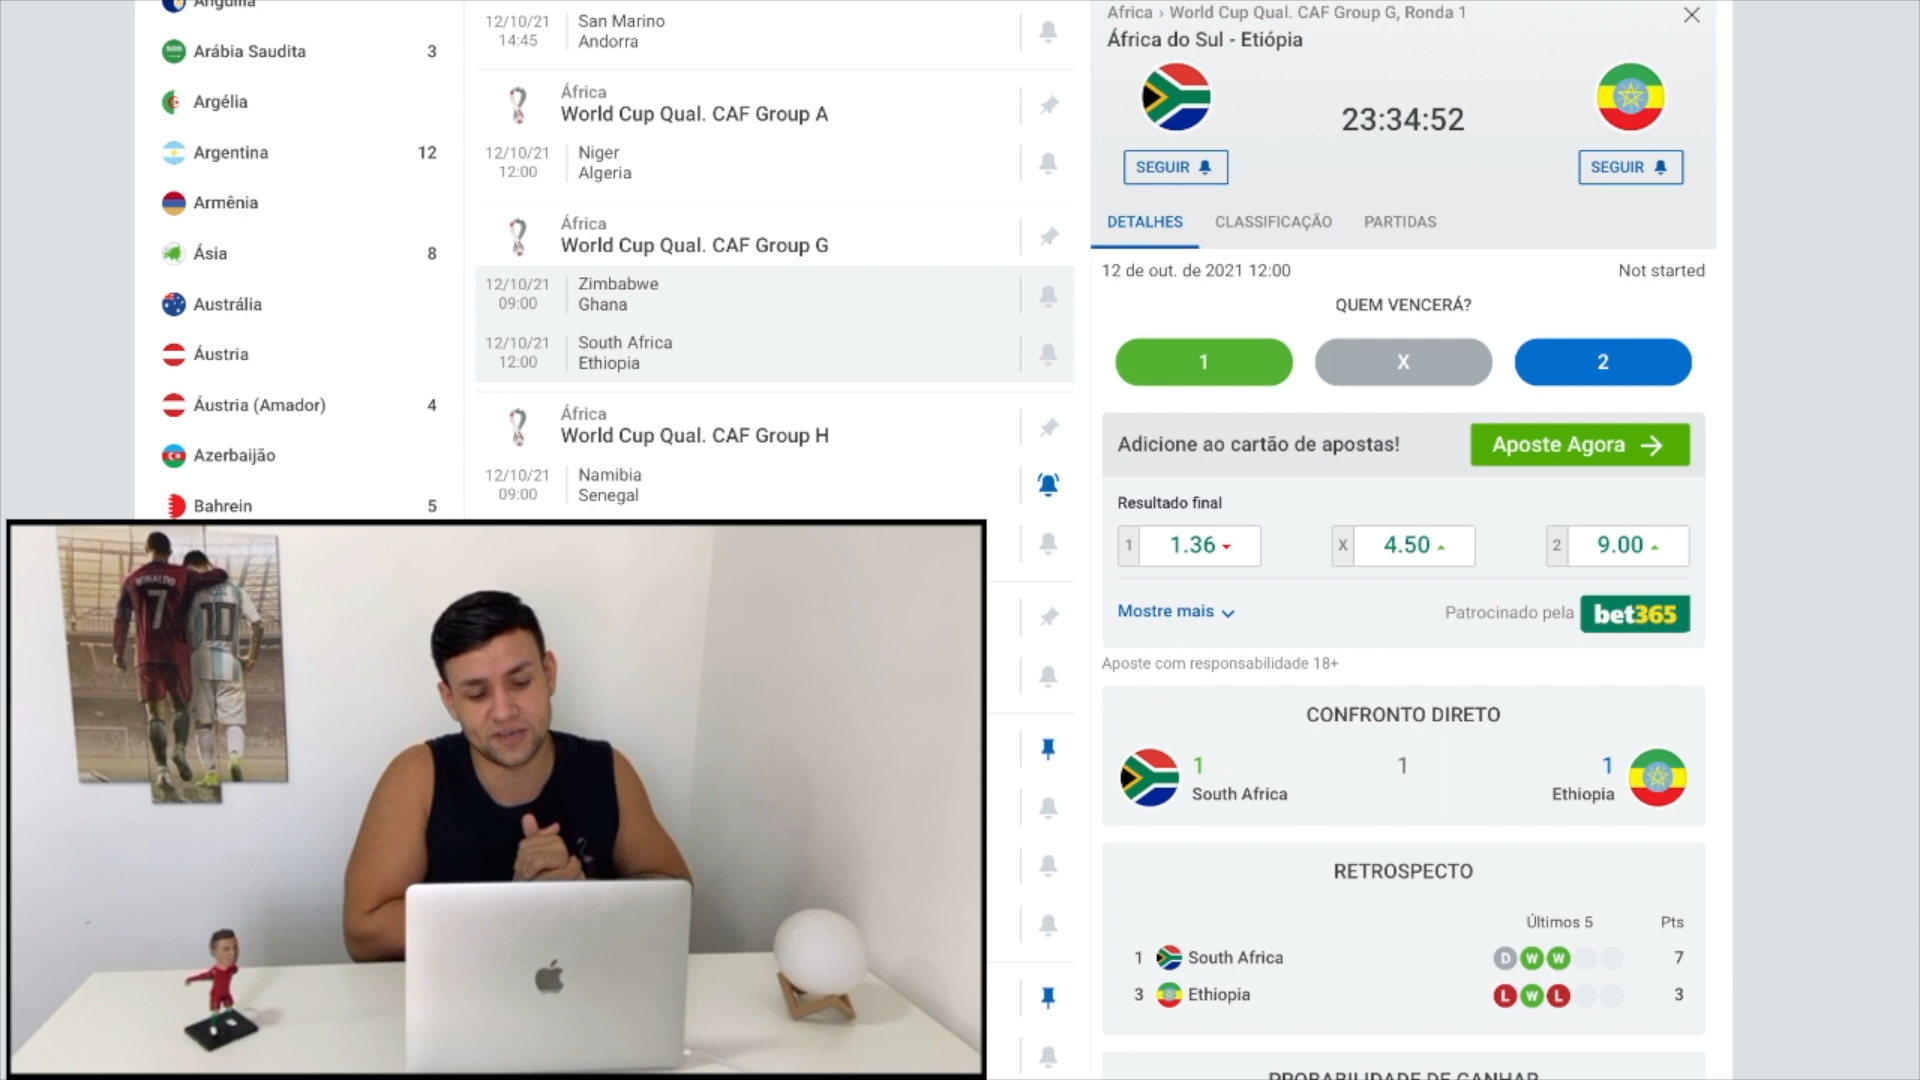 Anguilla
Arábia Saudita 3
Argélia
Argentina 12
Armênia
Ásia 8
Austrália
Áustria
Áustria (Amador) 4
Azerbaijão
Bahrein 5
12/10/21
14:45
San Marino
Andorra
África
World Cup Qual. CAF Group A
12/10/21
12:00
Niger
Algeria
África
World Cup Qual. CAF Group G
12/10/21
09:00
Zimbabwe
Ghana
12/10/21
12:00
South Africa
Ethiopia
África
World Cup Qual. CAF Group H
12/10/21
09:00
Namibia
Senegal
Africa › World Cup Qual. CAF Group G, Ronda 1
África do Sul - Etiópia
23:34:52
SEGUIR
SEGUIR
DETALHES CLASSIFICAÇÃO PARTIDAS
12 de out. de 2021 12:00 Not started
QUEM VENCERÁ?
1 X 2
Adicione ao cartão de apostas! Aposte Agora
Resultado final
1 1.36 X 4.50 2 9.00
Mostre mais Patrocinado pela bet365
Aposte com responsabilidade 18+
CONFRONTO DIRETO
1 1 1
South Africa Ethiopia
RETROSPECTO
Últimos 5 Pts
1 South Africa D W W 7
3 Ethiopia L W L 3
PROBABILIDADE DE GANHAR
RONALDO
7
10